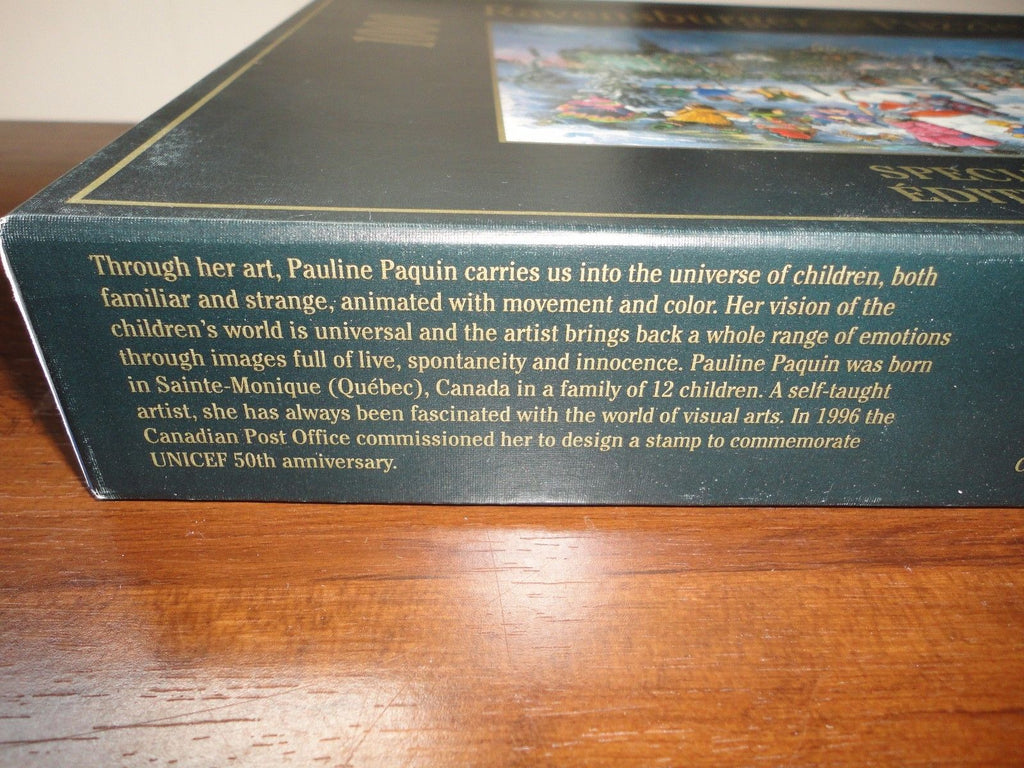 1000
Ravensburger
SPÉCI
ÉDIT
Through her art, Pauline Paquin carries us into the universe of children, both
familiar and strange, animated with movement and color. Her vision of the
children's world is universal and the artist brings back a whole range of emotions
through images full of live, spontaneity and innocence. Pauline Paquin was born
in Sainte-Monique (Québec), Canada in a family of 12 children. A self-taught
artist, she has always been fascinated with the world of visual arts. In 1996 the
Canadian Post Office commissioned her to design a stamp to commemorate
UNICEF 50th anniversary.